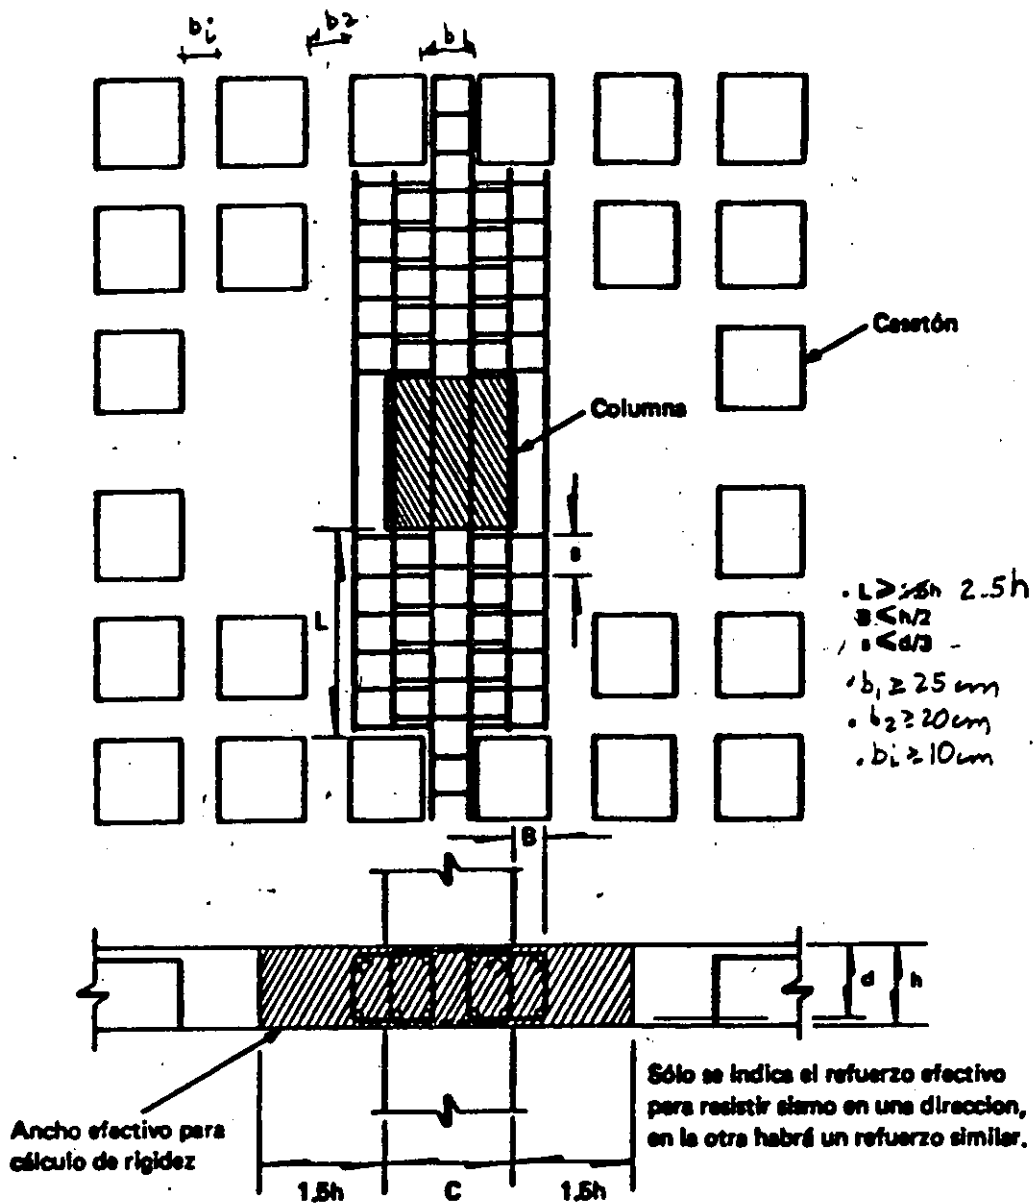 bi b2 b
Casetón
Columna
s
L
. L ≥ 2.5h
B ≤ h/2
s ≤ d/3
. b₁ ≥ 25 cm
. b₂ ≥ 20 cm
. bi ≥ 10 cm
B
d h
Sólo se indica el refuerzo efectivo
para resistir sismo en una direccion,
en la otra habrá un refuerzo similar.
Ancho efectivo para
cálculo de rigidez
1.5h C 1.5h